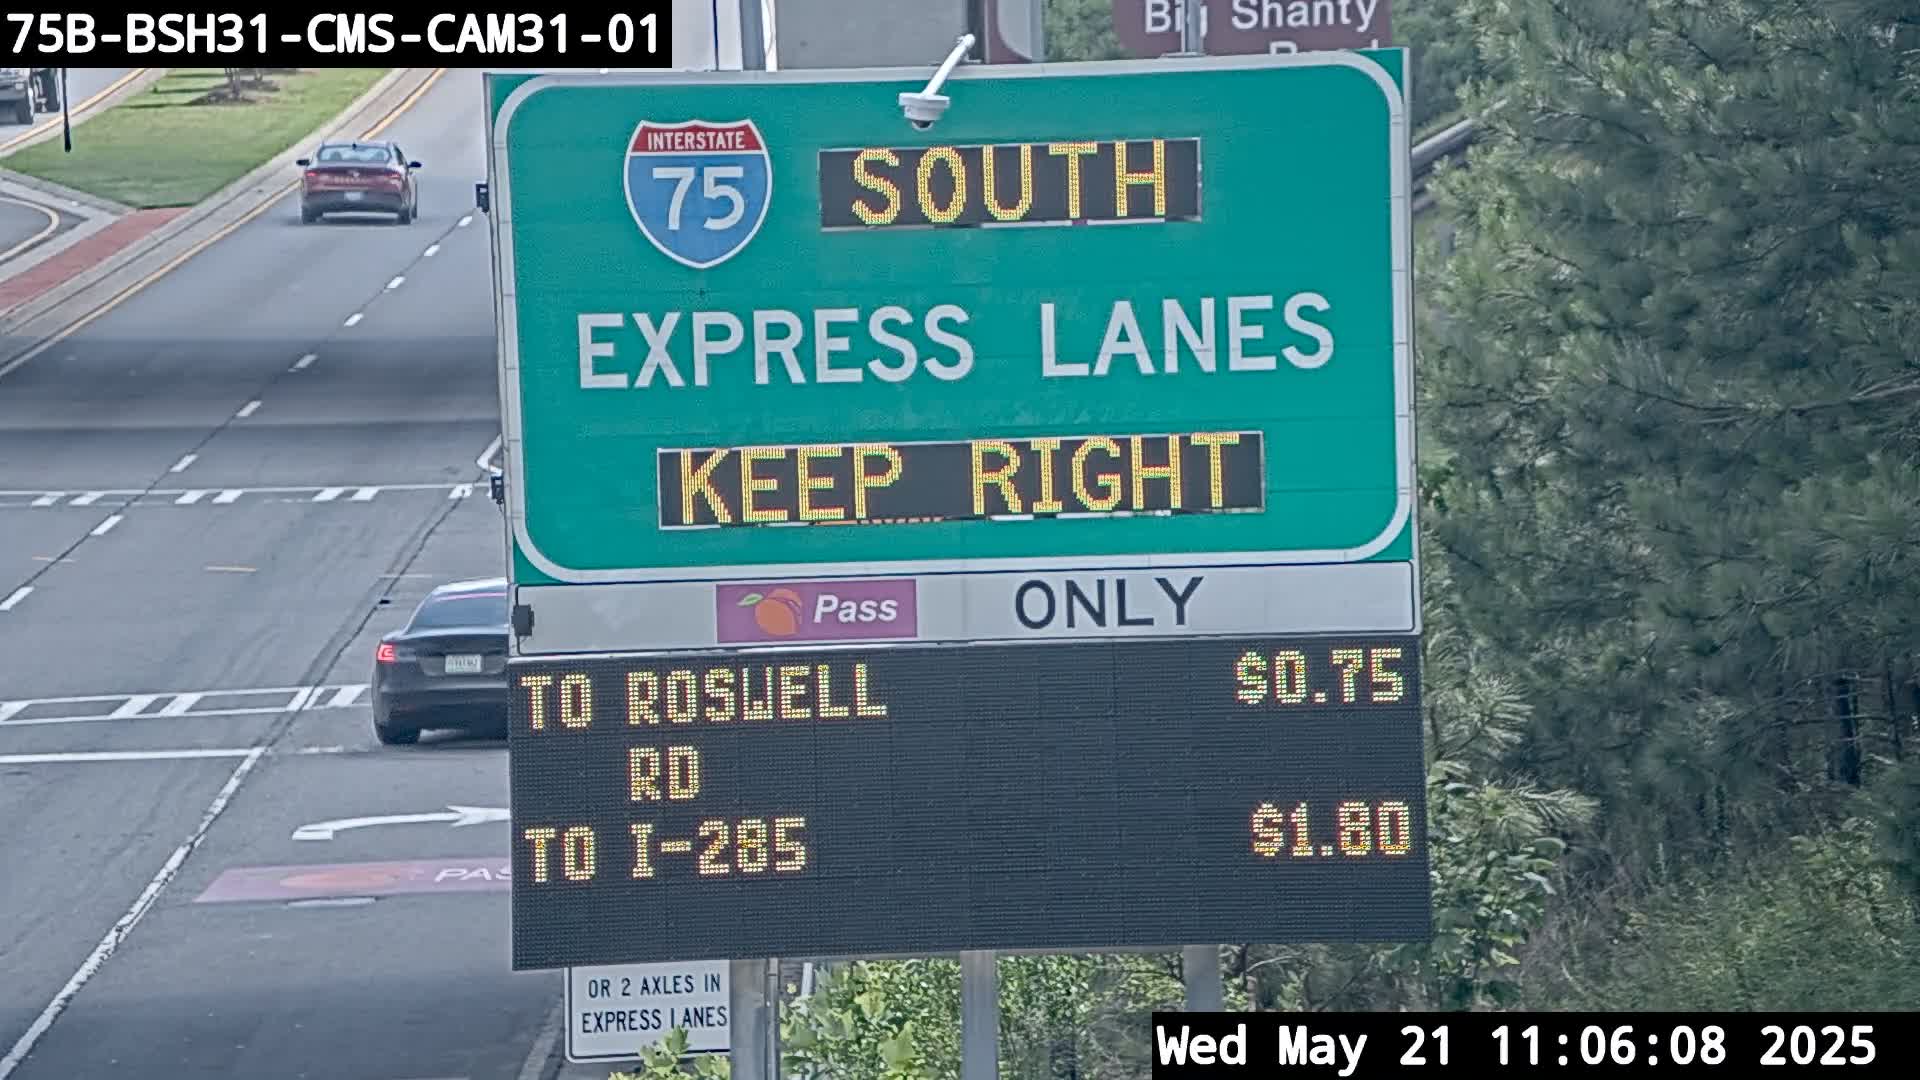 75B-BSH31-CMS-CAM31-01
Big Shanty
Road
INTERSTATE
75
SOUTH
EXPRESS LANES
KEEP RIGHT
Pass ONLY
TO ROSWELL $0.75
RD
TO I-285 $1.80
PAS
OR 2 AXLES IN
EXPRESS LANES
Wed May 21 11:06:08 2025